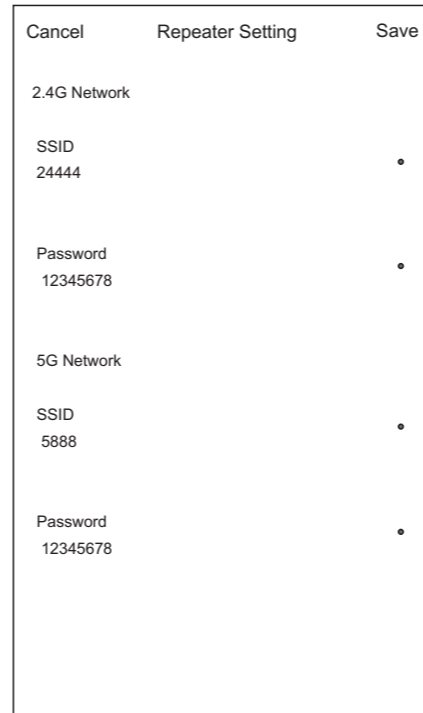 Cancel Repeater Setting Save
2.4G Network
SSID
24444
Password
12345678
5G Network
SSID
5888
Password
12345678